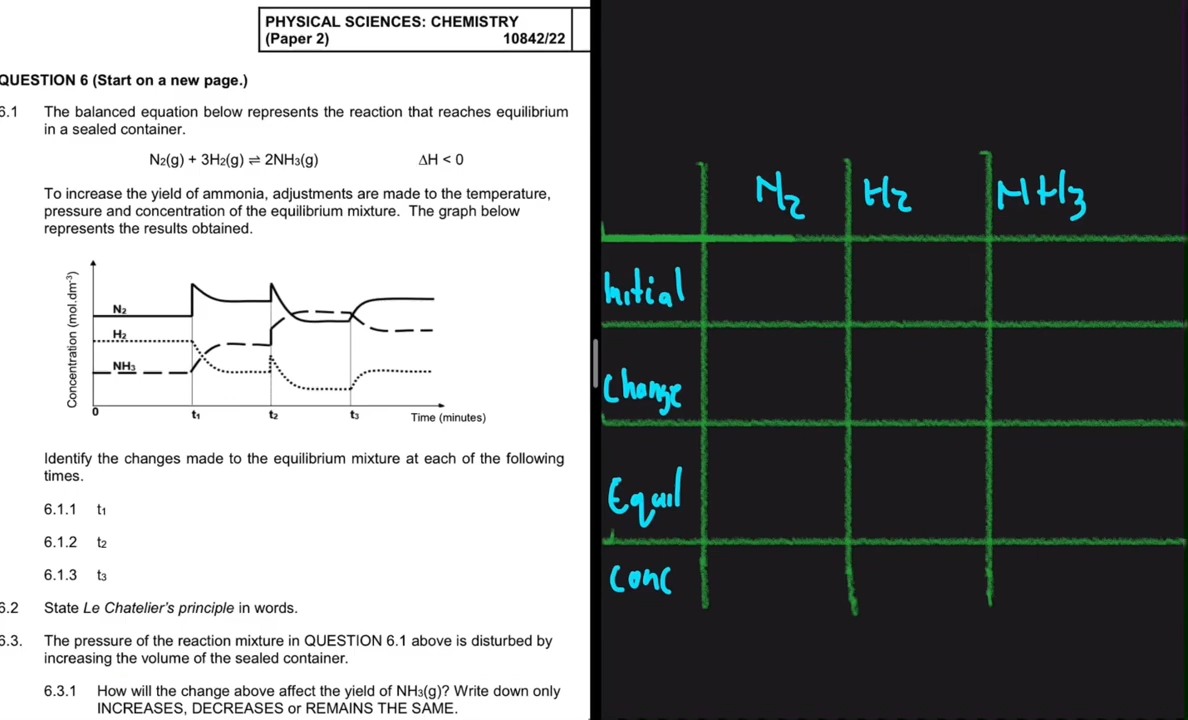 PHYSICAL SCIENCES: CHEMISTRY
(Paper 2) 10842/22
QUESTION 6 (Start on a new page.)
6.1 The balanced equation below represents the reaction that reaches equilibrium
in a sealed container.
N2(g) + 3H2(g) ⇌ 2NH3(g) ΔH < 0
To increase the yield of ammonia, adjustments are made to the temperature,
pressure and concentration of the equilibrium mixture. The graph below
represents the results obtained.
Concentration (mol.dm-3)
N2
H2
NH3
0 t1 t2 t3 Time (minutes)
Identify the changes made to the equilibrium mixture at each of the following
times.
6.1.1 t1
6.1.2 t2
6.1.3 t3
6.2 State Le Chatelier's principle in words.
6.3. The pressure of the reaction mixture in QUESTION 6.1 above is disturbed by
increasing the volume of the sealed container.
6.3.1 How will the change above affect the yield of NH3(g)? Write down only
INCREASES, DECREASES or REMAINS THE SAME.
N2 H2 NH3
Initial
Change
Equil
Conc